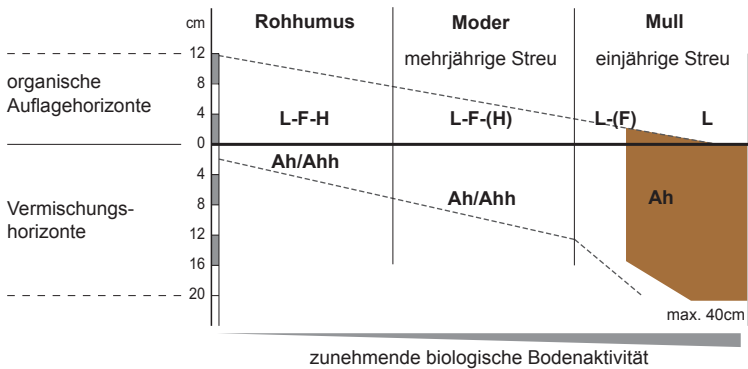 cm Rohhumus Moder Mull
mehrjährige Streu einjährige Streu
12
organische
Auflagehorizonte
8
4
L-F-H L-F-(H) L-(F) L
0
Ah/Ahh
4
Vermischungs-
horizonte
8
Ah/Ahh Ah
12
16
20
max. 40cm
zunehmende biologische Bodenaktivität